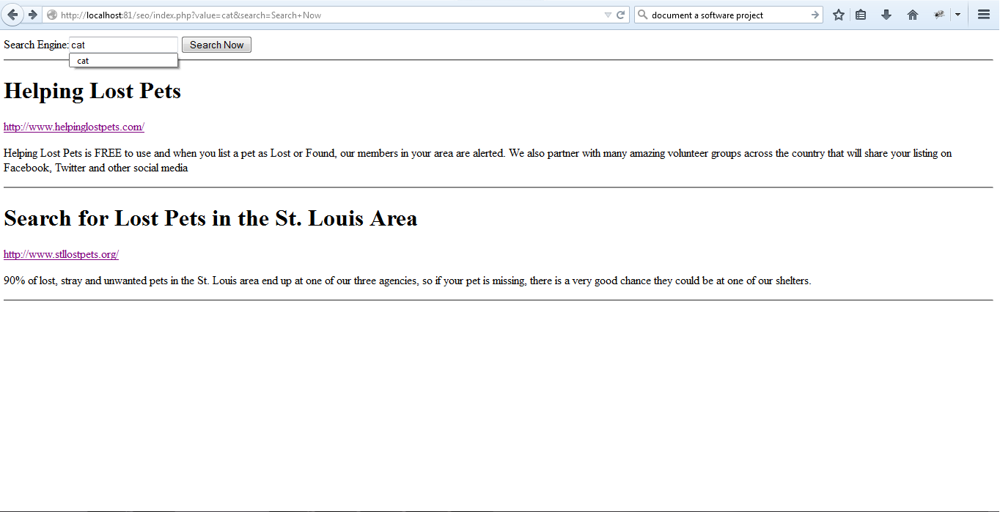 http://localhost:81/seo/index.php?value=cat&search=Search+Now
document a software project
Search Engine: cat Search Now
cat
Helping Lost Pets
http://www.helpinglostpets.com/
Helping Lost Pets is FREE to use and when you list a pet as Lost or Found, our members in your area are alerted. We also partner with many amazing volunteer groups across the country that will share your listing on
Facebook, Twitter and other social media
Search for Lost Pets in the St. Louis Area
http://www.stllostpets.org/
90% of lost, stray and unwanted pets in the St. Louis area end up at one of our three agencies, so if your pet is missing, there is a very good chance they could be at one of our shelters.